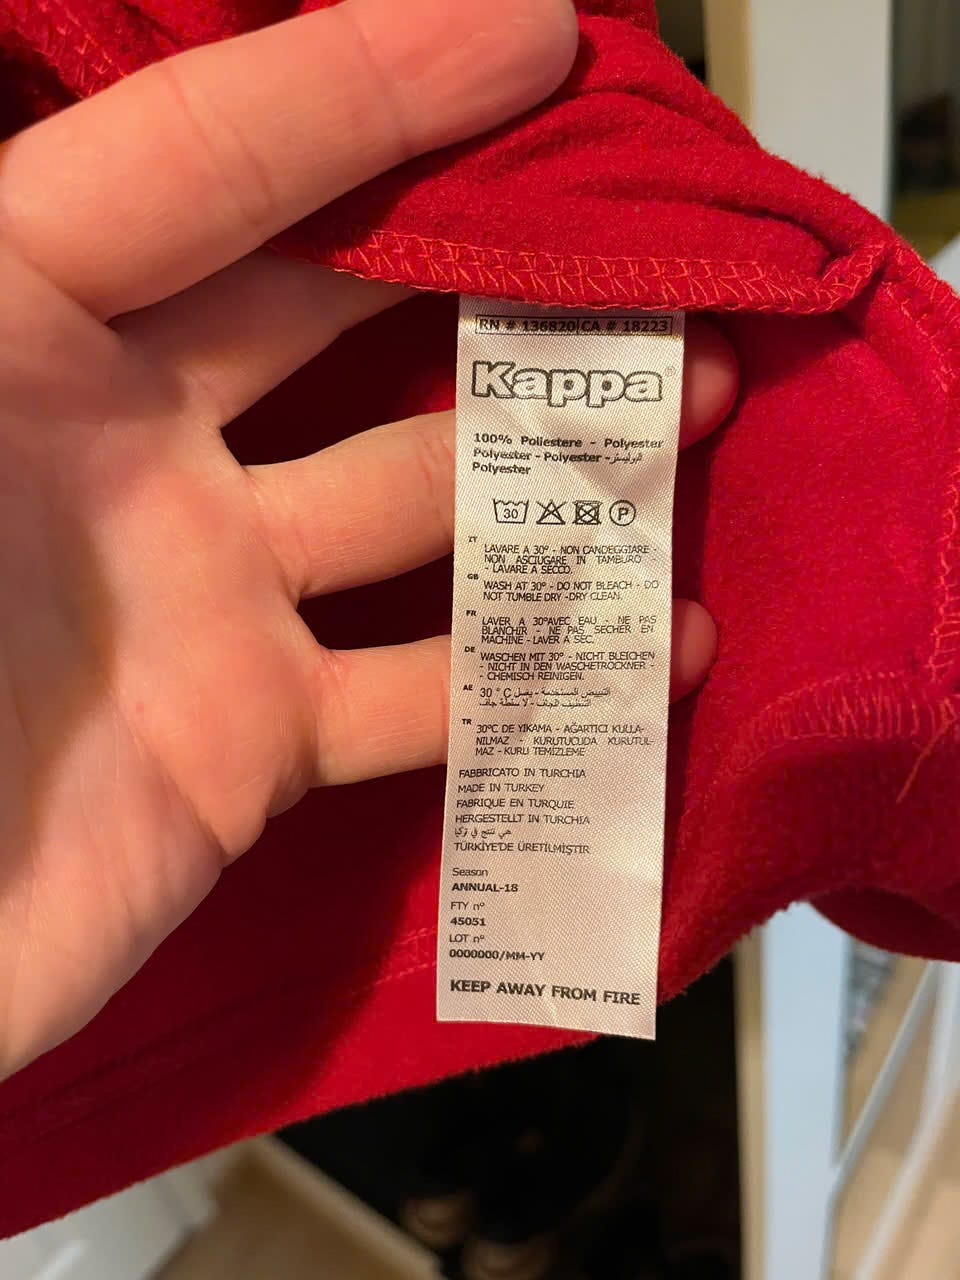 RN # 136820 CA # 18223
Kappa®
100% Poliestere - Polyester
Polyester - Polyester - البوليستر
Polyester
30 P
IT LAVARE A 30° - NON CANDEGGIARE -
NON ASCIUGARE IN TAMBURO
- LAVARE A SECCO.
GB WASH AT 30° - DO NOT BLEACH - DO
NOT TUMBLE DRY -DRY CLEAN.
FR LAVER A 30°AVEC EAU - NE PAS
BLANCHIR - NE PAS SECHER EN
MACHINE - LAVER A SEC.
DE WASCHEN MIT 30° - NICHT BLEICHEN
- NICHT IN DEN WASCHETROCKNER -
- CHEMISCH REINIGEN.
AE 30 ° C
TR 30°C DE YIKAMA - AĞARTICI KULLA-
NILMAZ - KURUTUCUDA KURUTUL-
MAZ - KURU TEMİZLEME
FABBRICATO IN TURCHIA
MADE IN TURKEY
FABRIQUE EN TURQUIE
HERGESTELLT IN TURCHIA
TÜRKİYE'DE ÜRETİLMİŞTİR
Season
ANNUAL-18
FTY n°
45051
LOT n°
0000000/MM-YY
KEEP AWAY FROM FIRE